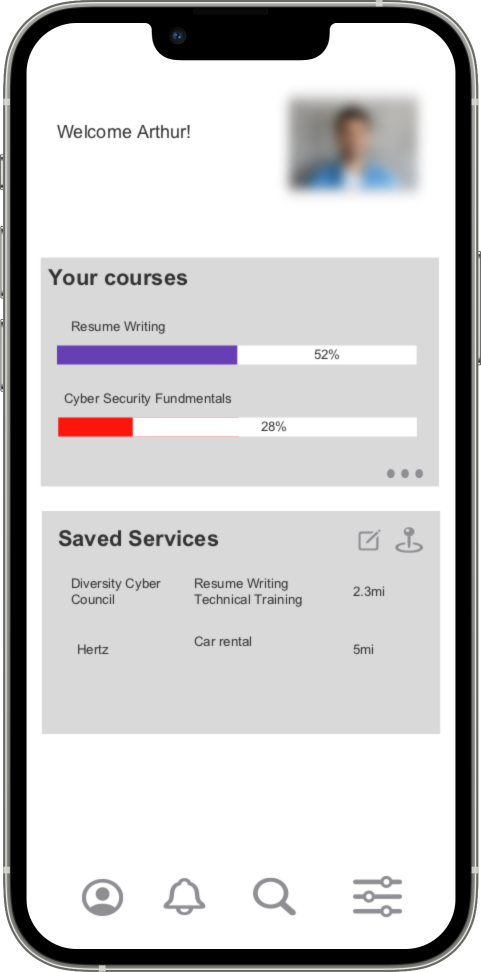 Welcome Arthur!
Your courses
Resume Writing
52%
Cyber Security Fundmentals
28%
Saved Services
Diversity Cyber
Council
Resume Writing
Technical Training
2.3mi
Hertz
Car rental
5mi